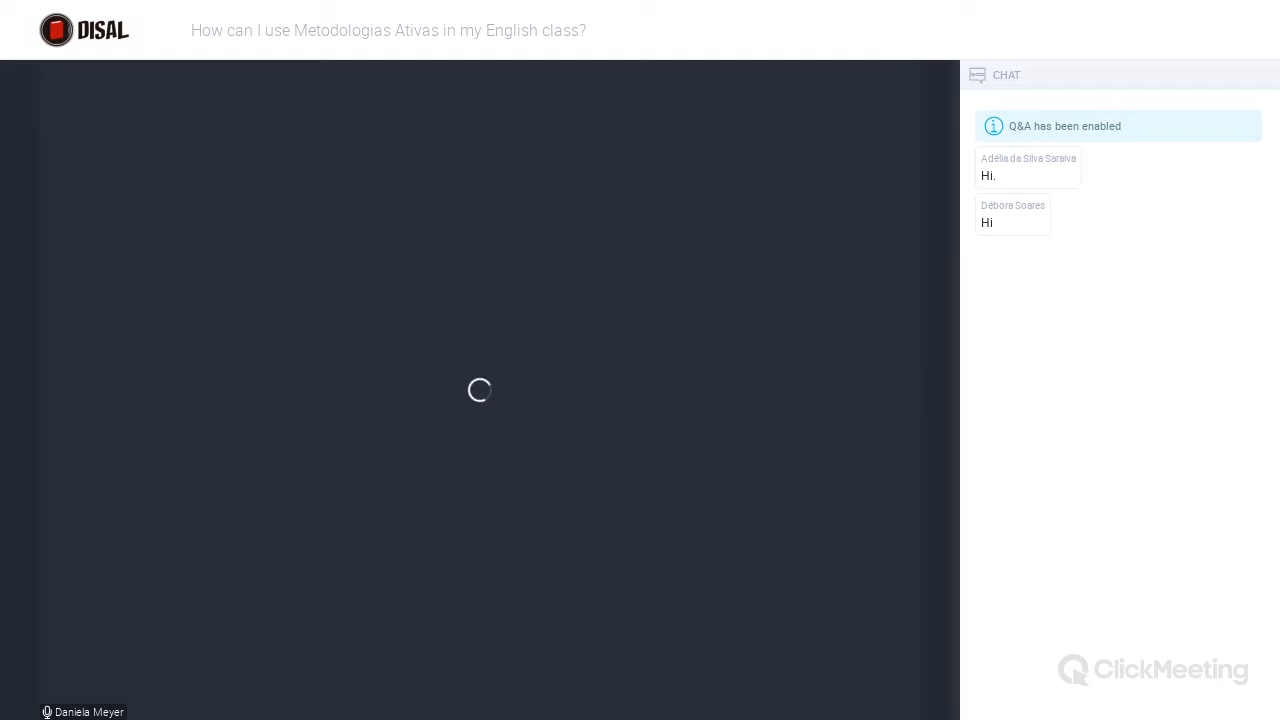 DISAL
How can I use Metodologias Ativas in my English class?
CHAT
Q&A has been enabled
Adélia da Silva Saraiva
Hi.
Débora Soares
Hi
ClickMeeting
Daniela Meyer